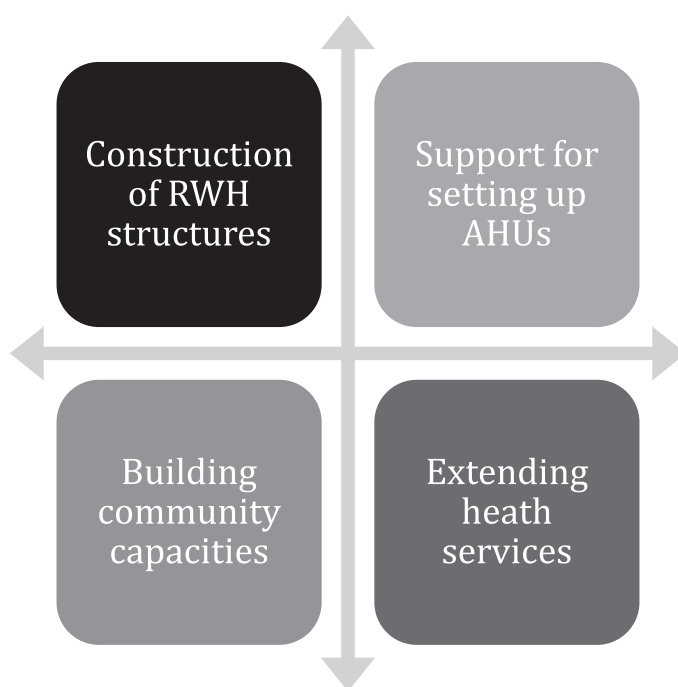 Construction
of RWH
structures
Support for
setting up
AHUs
Building
community
capacities
Extending
heath
services